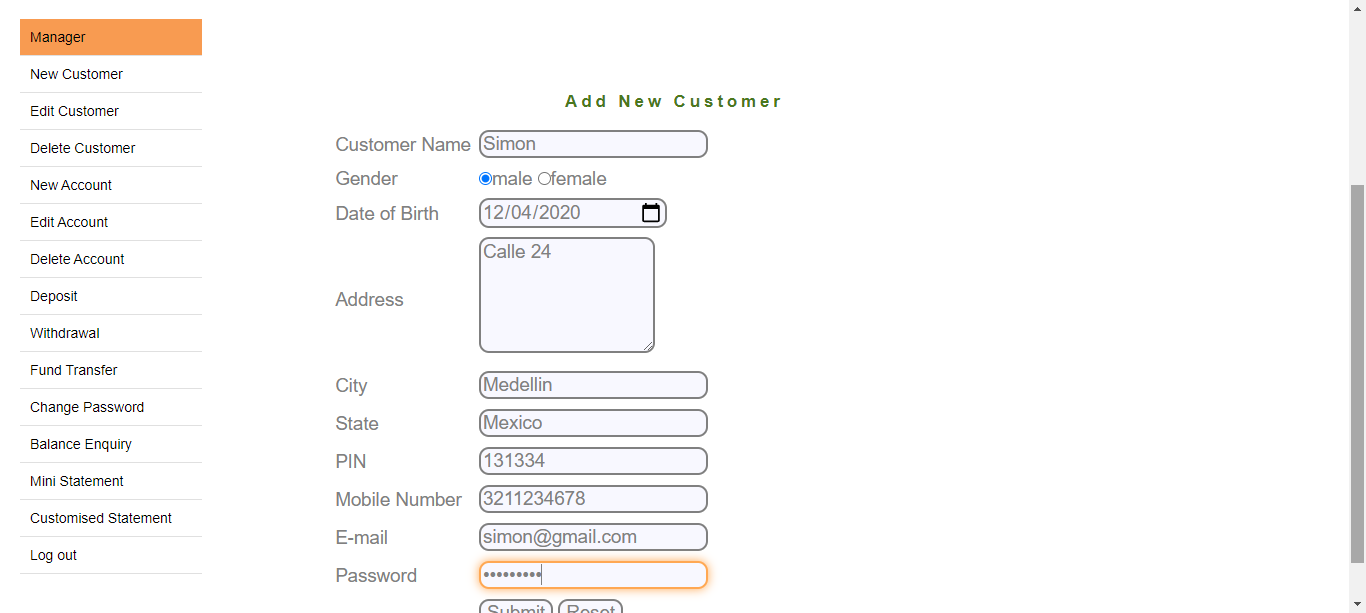 Manager
New Customer
Edit Customer
Delete Customer
New Account
Edit Account
Delete Account
Deposit
Withdrawal
Fund Transfer
Change Password
Balance Enquiry
Mini Statement
Customised Statement
Log out
Add New Customer
Customer Name Simon
Gender male female
Date of Birth 12/04/2020
Address Calle 24
City Medellin
State Mexico
PIN 131334
Mobile Number 3211234678
E-mail simon@gmail.com
Password •••••••••
Submit Reset